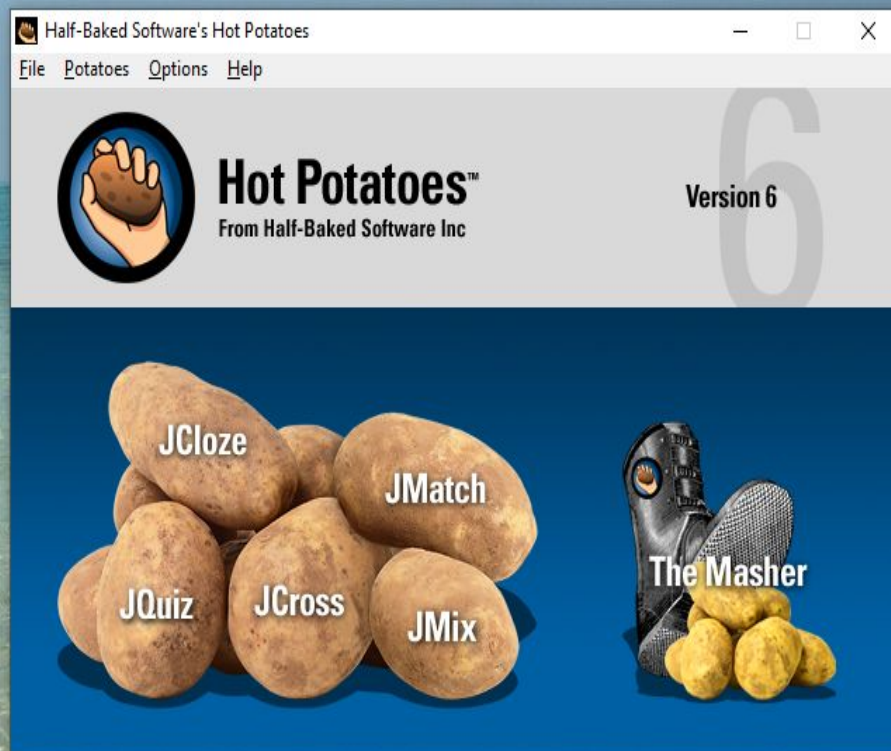 Half-Baked Software's Hot Potatoes
File Potatoes Options Help
Hot Potatoes™
From Half-Baked Software Inc
6
Version 6
JCloze
JMatch
JQuiz
JCross
JMix
The Masher